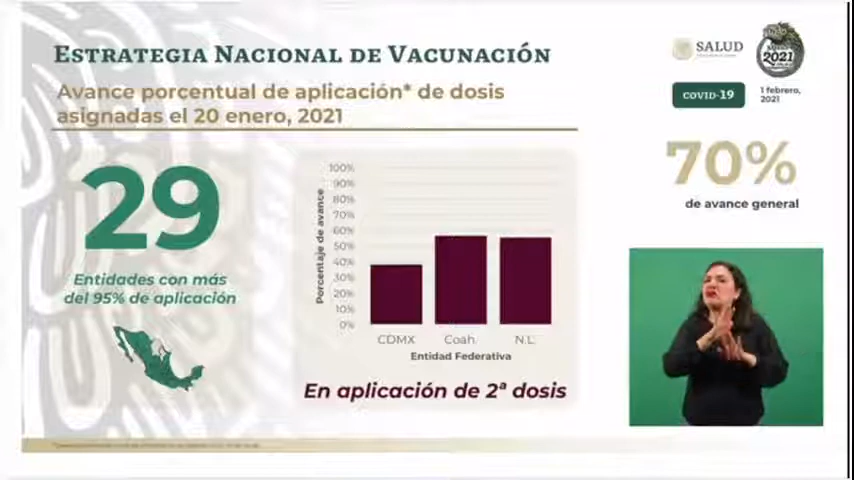 ESTRATEGIA NACIONAL DE VACUNACIÓN
Avance porcentual de aplicación* de dosis
asignadas el 20 enero, 2021
SALUD
2021
COVID-19
1 febrero,
2021
29
Entidades con más
del 95% de aplicación
Porcentaje de avance
100%
90%
80%
70%
60%
50%
40%
30%
20%
10%
0%
CDMX
Coah.
N.L.
Entidad Federativa
En aplicación de 2ª dosis
70%
de avance general